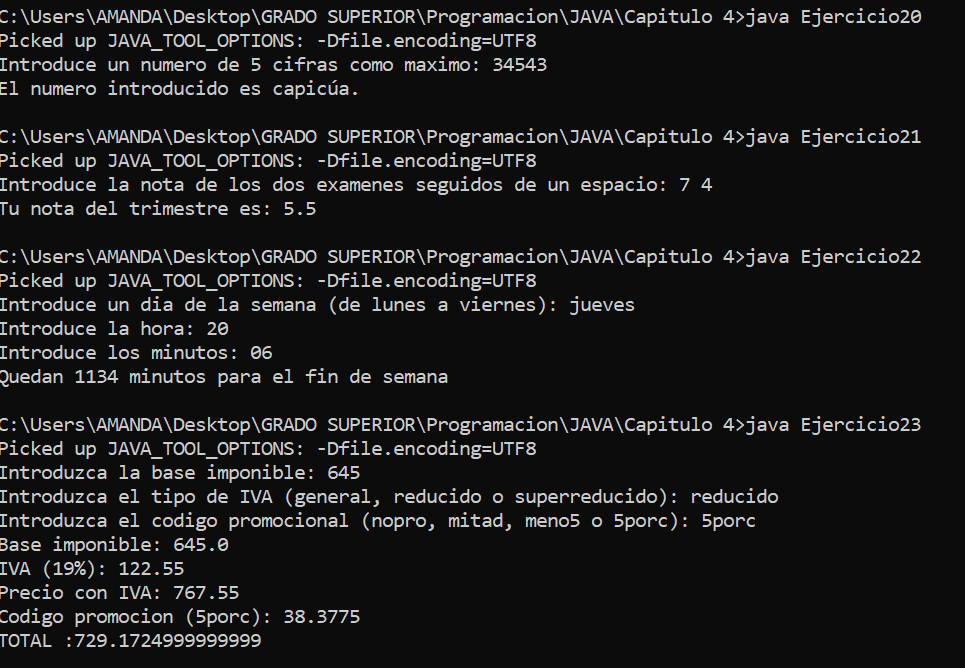 C:\Users\AMANDA\Desktop\GRADO SUPERIOR\Programacion\JAVA\Capitulo 4>java Ejercicio20
Picked up JAVA_TOOL_OPTIONS: -Dfile.encoding=UTF8
Introduce un numero de 5 cifras como maximo: 34543
El numero introducido es capicúa.
C:\Users\AMANDA\Desktop\GRADO SUPERIOR\Programacion\JAVA\Capitulo 4>java Ejercicio21
Picked up JAVA_TOOL_OPTIONS: -Dfile.encoding=UTF8
Introduce la nota de los dos examenes seguidos de un espacio: 7 4
Tu nota del trimestre es: 5.5
C:\Users\AMANDA\Desktop\GRADO SUPERIOR\Programacion\JAVA\Capitulo 4>java Ejercicio22
Picked up JAVA_TOOL_OPTIONS: -Dfile.encoding=UTF8
Introduce un dia de la semana (de lunes a viernes): jueves
Introduce la hora: 20
Introduce los minutos: 06
Quedan 1134 minutos para el fin de semana
C:\Users\AMANDA\Desktop\GRADO SUPERIOR\Programacion\JAVA\Capitulo 4>java Ejercicio23
Picked up JAVA_TOOL_OPTIONS: -Dfile.encoding=UTF8
Introduzca la base imponible: 645
Introduzca el tipo de IVA (general, reducido o superreducido): reducido
Introduzca el codigo promocional (nopro, mitad, meno5 o 5porc): 5porc
Base imponible: 645.0
IVA (19%): 122.55
Precio con IVA: 767.55
Codigo promocion (5porc): 38.3775
TOTAL :729.1724999999999